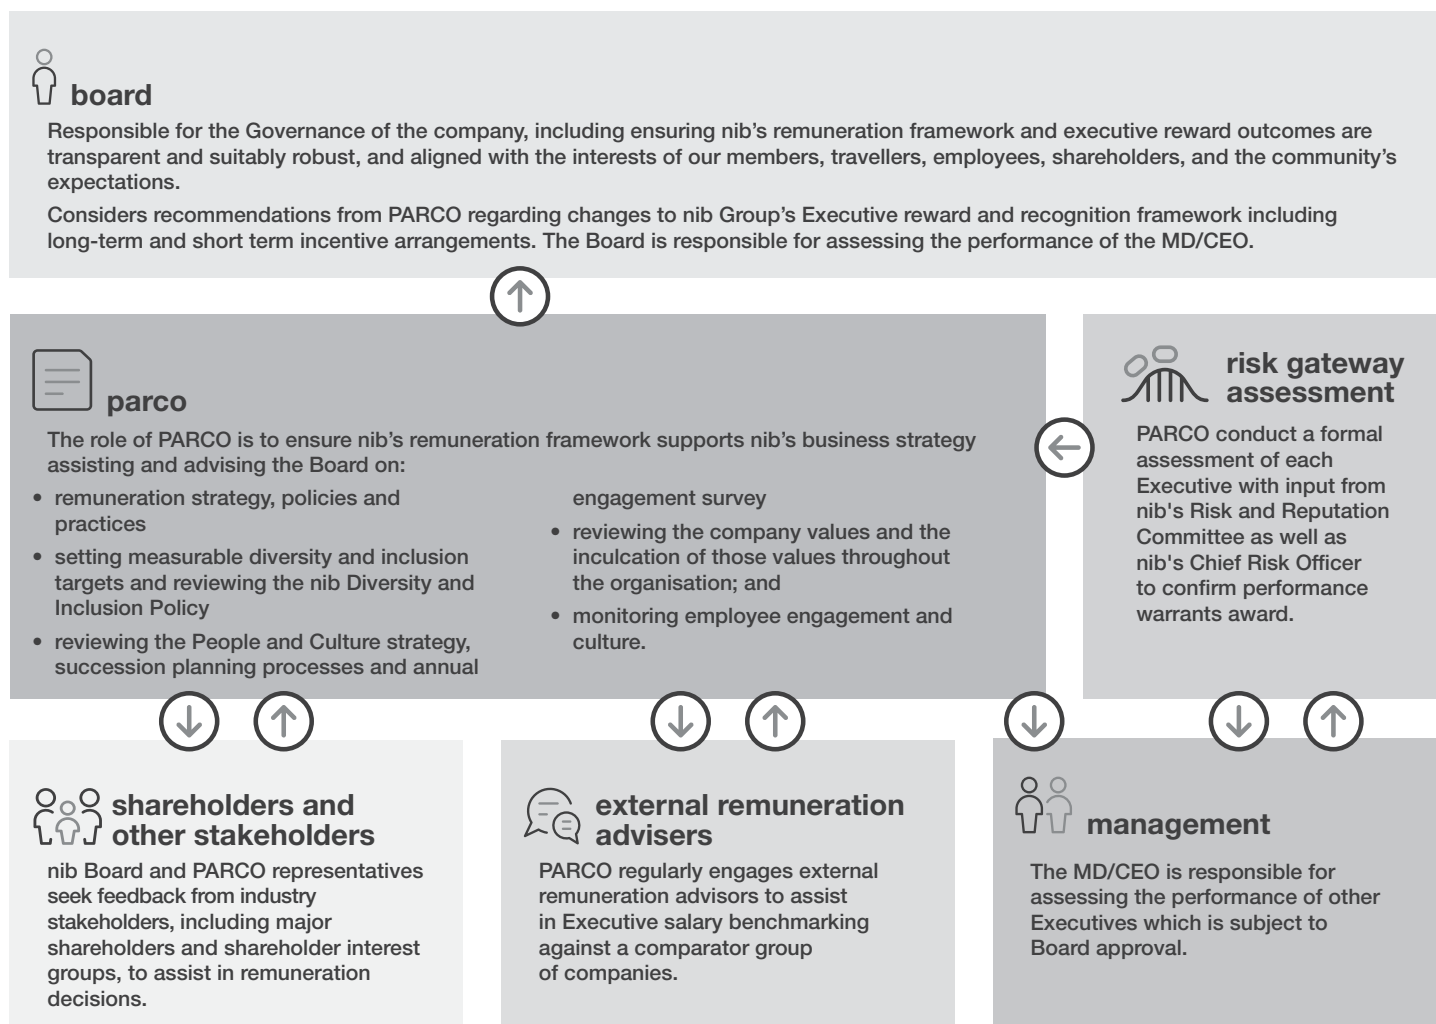 board
Responsible for the Governance of the company, including ensuring nib’s remuneration framework and executive reward outcomes are
transparent and suitably robust, and aligned with the interests of our members, travellers, employees, shareholders, and the community’s
expectations.
Considers recommendations from PARCO regarding changes to nib Group’s Executive reward and recognition framework including
long-term and short term incentive arrangements. The Board is responsible for assessing the performance of the MD/CEO.
parco
The role of PARCO is to ensure nib’s remuneration framework supports nib’s business strategy
assisting and advising the Board on:
• remuneration strategy, policies and
practices
• setting measurable diversity and inclusion
targets and reviewing the nib Diversity and
Inclusion Policy
• reviewing the People and Culture strategy,
succession planning processes and annual
engagement survey
• reviewing the company values and the
inculcation of those values throughout
the organisation; and
• monitoring employee engagement and
culture.
risk gateway
assessment
PARCO conduct a formal
assessment of each
Executive with input from
nib's Risk and Reputation
Committee as well as
nib's Chief Risk Officer
to confirm performance
warrants award.
shareholders and
other stakeholders
nib Board and PARCO representatives
seek feedback from industry
stakeholders, including major
shareholders and shareholder interest
groups, to assist in remuneration
decisions.
external remuneration
advisers
PARCO regularly engages external
remuneration advisors to assist
in Executive salary benchmarking
against a comparator group
of companies.
management
The MD/CEO is responsible for
assessing the performance of other
Executives which is subject to
Board approval.